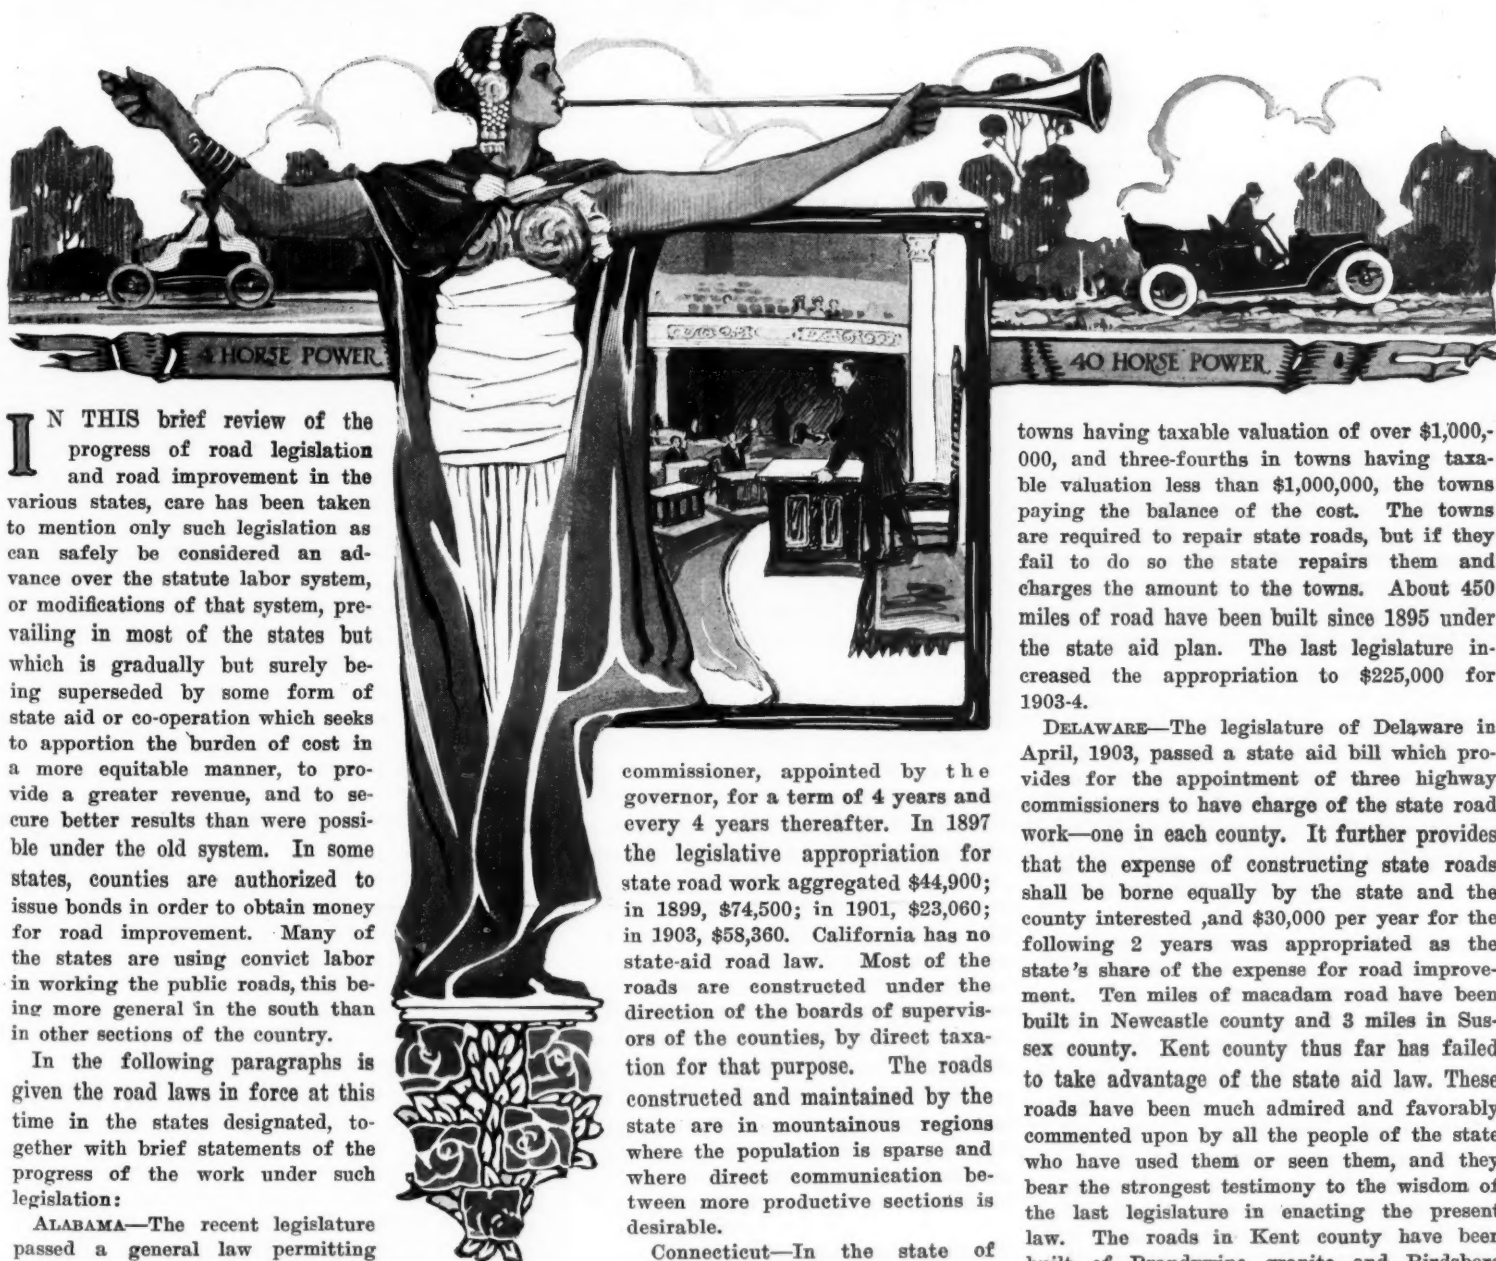 4 HORSE POWER
40 HORSE POWER
IN THIS brief review of the
progress of road legislation
and road improvement in the
various states, care has been taken
to mention only such legislation as
can safely be considered an ad-
vance over the statute labor system,
or modifications of that system, pre-
vailing in most of the states but
which is gradually but surely be-
ing superseded by some form of
state aid or co-operation which seeks
to apportion the burden of cost in
a more equitable manner, to pro-
vide a greater revenue, and to se-
cure better results than were possi-
ble under the old system. In some
states, counties are authorized to
issue bonds in order to obtain money
for road improvement. Many of
the states are using convict labor
in working the public roads, this be-
ing more general in the south than
in other sections of the country.
In the following paragraphs is
given the road laws in force at this
time in the states designated, to-
gether with brief statements of the
progress of the work under such
legislation:
ALABAMA—The recent legislature
passed a general law permitting
commissioner, appointed by the
governor, for a term of 4 years and
every 4 years thereafter. In 1897
the legislative appropriation for
state road work aggregated $44,900;
in 1899, $74,500; in 1901, $23,060;
in 1903, $58,360. California has no
state-aid road law. Most of the
roads are constructed under the
direction of the boards of supervis-
ors of the counties, by direct taxa-
tion for that purpose. The roads
constructed and maintained by the
state are in mountainous regions
where the population is sparse and
where direct communication be-
tween more productive sections is
desirable.
Connecticut—In the state of
towns having taxable valuation of over $1,000,-
000, and three-fourths in towns having taxa-
ble valuation less than $1,000,000, the towns
paying the balance of the cost. The towns
are required to repair state roads, but if they
fail to do so the state repairs them and
charges the amount to the towns. About 450
miles of road have been built since 1895 under
the state aid plan. The last legislature in-
creased the appropriation to $225,000 for
1903-4.
DELAWARE—The legislature of Delaware in
April, 1903, passed a state aid bill which pro-
vides for the appointment of three highway
commissioners to have charge of the state road
work—one in each county. It further provides
that the expense of constructing state roads
shall be borne equally by the state and the
county interested ,and $30,000 per year for the
following 2 years was appropriated as the
state's share of the expense for road improve-
ment. Ten miles of macadam road have been
built in Newcastle county and 3 miles in Sus-
sex county. Kent county thus far has failed
to take advantage of the state aid law. These
roads have been much admired and favorably
commented upon by all the people of the state
who have used them or seen them, and they
bear the strongest testimony to the wisdom of
the last legislature in enacting the present
law. The roads in Kent county have been
built of Brandywine granite and Birdsboro